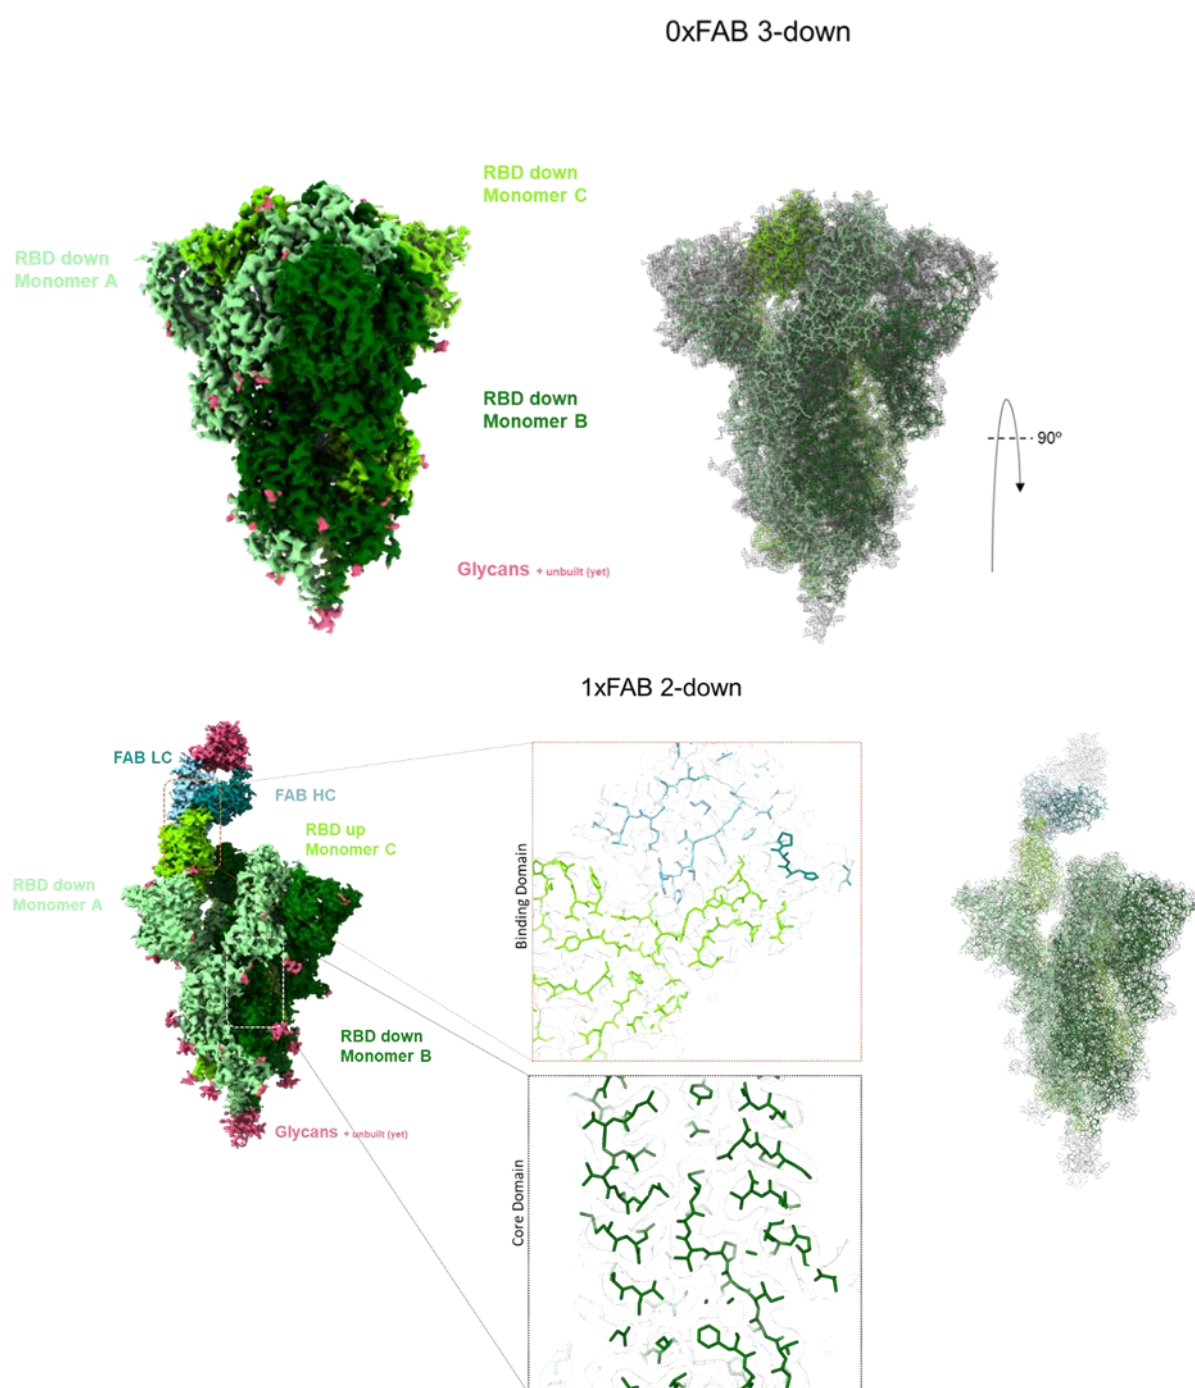 0xFAB 3-down
RBD down
Monomer C
RBD down
Monomer A
RBD down
Monomer B
90º
Glycans + unbuilt (yet)
1xFAB 2-down
FAB LC
FAB HC
RBD up
Monomer C
RBD down
Monomer A
Binding Domain
RBD down
Monomer B
Glycans + unbuilt (yet)
Core Domain